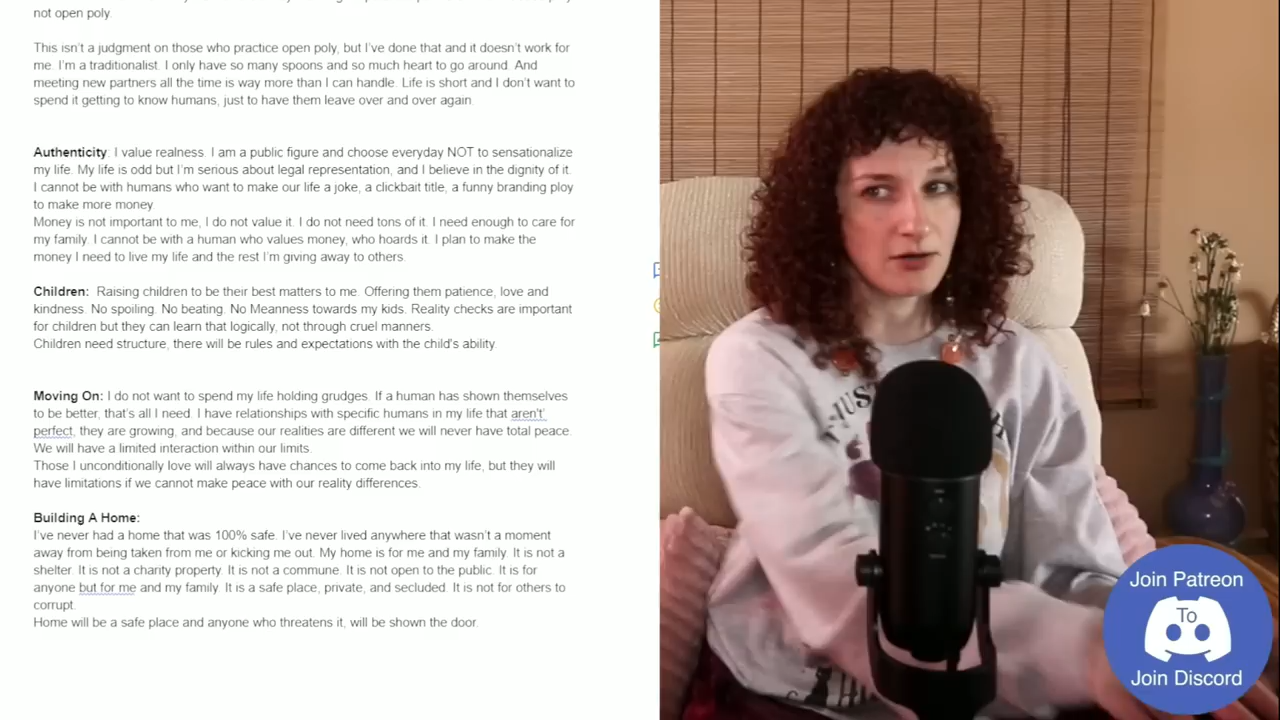 not open poly.
This isn't a judgment on those who practice open poly, but I've done that and it doesn't work for
me. I'm a traditionalist. I only have so many spoons and so much heart to go around. And
meeting new partners all the time is way more than I can handle. Life is short and I don't want to
spend it getting to know humans, just to have them leave over and over again.
Authenticity: I value realness. I am a public figure and choose everyday NOT to sensationalize
my life. My life is odd but I'm serious about legal representation, and I believe in the dignity of it.
I cannot be with humans who want to make our life a joke, a clickbait title, a funny branding ploy
to make more money.
Money is not important to me, I do not value it. I do not need tons of it. I need enough to care for
my family. I cannot be with a human who values money, who hoards it. I plan to make the
money I need to live my life and the rest I'm giving away to others.
Children: Raising children to be their best matters to me. Offering them patience, love and
kindness. No spoiling. No beating. No Meanness towards my kids. Reality checks are important
for children but they can learn that logically, not through cruel manners.
Children need structure, there will be rules and expectations with the child's ability.
Moving On: I do not want to spend my life holding grudges. If a human has shown themselves
to be better, that's all I need. I have relationships with specific humans in my life that aren't'
perfect, they are growing, and because our realities are different we will never have total peace.
We will have a limited interaction within our limits.
Those I unconditionally love will always have chances to come back into my life, but they will
have limitations if we cannot make peace with our reality differences.
Building A Home:
I've never had a home that was 100% safe. I've never lived anywhere that wasn't a moment
away from being taken from me or kicking me out. My home is for me and my family. It is not a
shelter. It is not a charity property. It is not a commune. It is not open to the public. It is for
anyone but for me and my family. It is a safe place, private, and secluded. It is not for others to
corrupt.
Home will be a safe place and anyone who threatens it, will be shown the door.
Join Patreon
To
Join Discord